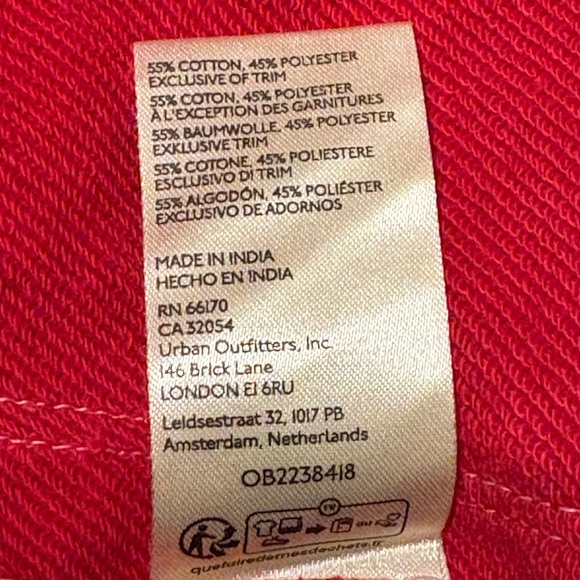 55% COTTON, 45% POLYESTER
EXCLUSIVE OF TRIM
55% COTON, 45% POLYESTER
À L'EXCEPTION DES GARNITURES
55% BAUMWOLLE, 45% POLYESTER
EXKLUSIVE TRIM
55% COTONE, 45% POLIESTERE
ESCLUSIVO DI TRIM
55% ALGODÓN, 45% POLIÉSTER
EXCLUSIVO DE ADORNOS
MADE IN INDIA
HECHO EN INDIA
RN 66170
CA 32054
Urban Outfitters, Inc.
146 Brick Lane
LONDON E1 6RU
Leidsestraat 32, 1017 PB
Amsterdam, Netherlands
OB2238418
FR
ou
quefairedemesdechets.fr